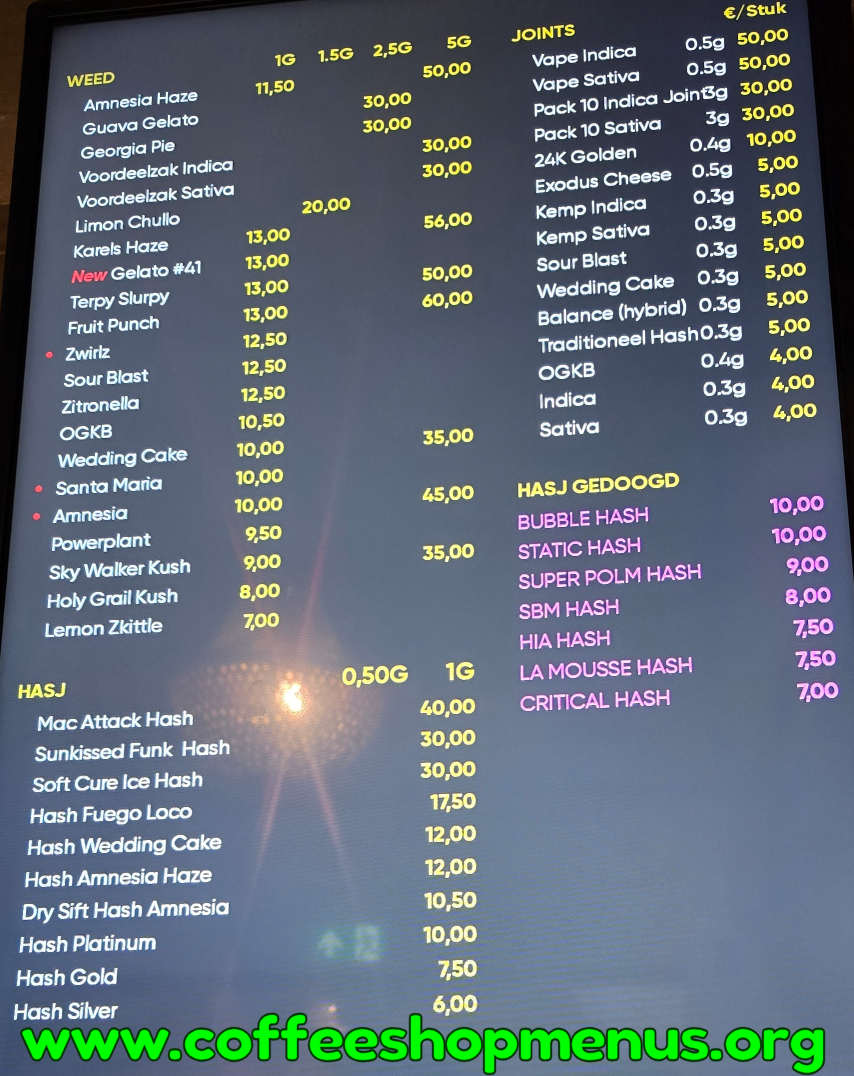 WEED 1G 1.5G 2,5G 5G
Amnesia Haze 11,50 50,00
Guava Gelato 30,00
Georgia Pie 30,00
Voordeelzak Indica 30,00
Voordeelzak Sativa 30,00
Limon Chullo 20,00
Karels Haze 13,00 56,00
New Gelato #41 13,00
Terpy Slurpy 13,00 50,00
Fruit Punch 13,00 60,00
• Zwirlz 12,50
Sour Blast 12,50
Zitronella 12,50
OGKB 10,50
Wedding Cake 10,00 35,00
• Santa Maria 10,00
• Amnesia 10,00 45,00
Powerplant 9,50
Sky Walker Kush 9,00 35,00
Holy Grail Kush 8,00
Lemon Zkittle 7,00
HASJ 0,50G 1G
Mac Attack Hash 40,00
Sunkissed Funk Hash 30,00
Soft Cure Ice Hash 30,00
Hash Fuego Loco 17,50
Hash Wedding Cake 12,00
Hash Amnesia Haze 12,00
Dry Sift Hash Amnesia 10,50
Hash Platinum 10,00
Hash Gold 7,50
Hash Silver 6,00
JOINTS €/Stuk
Vape Indica 0.5g 50,00
Vape Sativa 0.5g 50,00
Pack 10 Indica Joint 3g 30,00
Pack 10 Sativa 3g 30,00
24K Golden 0.4g 10,00
Exodus Cheese 0.5g 5,00
Kemp Indica 0.3g 5,00
Kemp Sativa 0.3g 5,00
Sour Blast 0.3g 5,00
Wedding Cake 0.3g 5,00
Balance (hybrid) 0.3g 5,00
Traditioneel Hash 0.3g 5,00
OGKB 0.4g 4,00
Indica 0.3g 4,00
Sativa 0.3g 4,00
HASJ GEDOOGD
BUBBLE HASH 10,00
STATIC HASH 10,00
SUPER POLM HASH 9,00
SBM HASH 8,00
HIA HASH 7,50
LA MOUSSE HASH 7,50
CRITICAL HASH 7,00
www.coffeeshopmenus.org